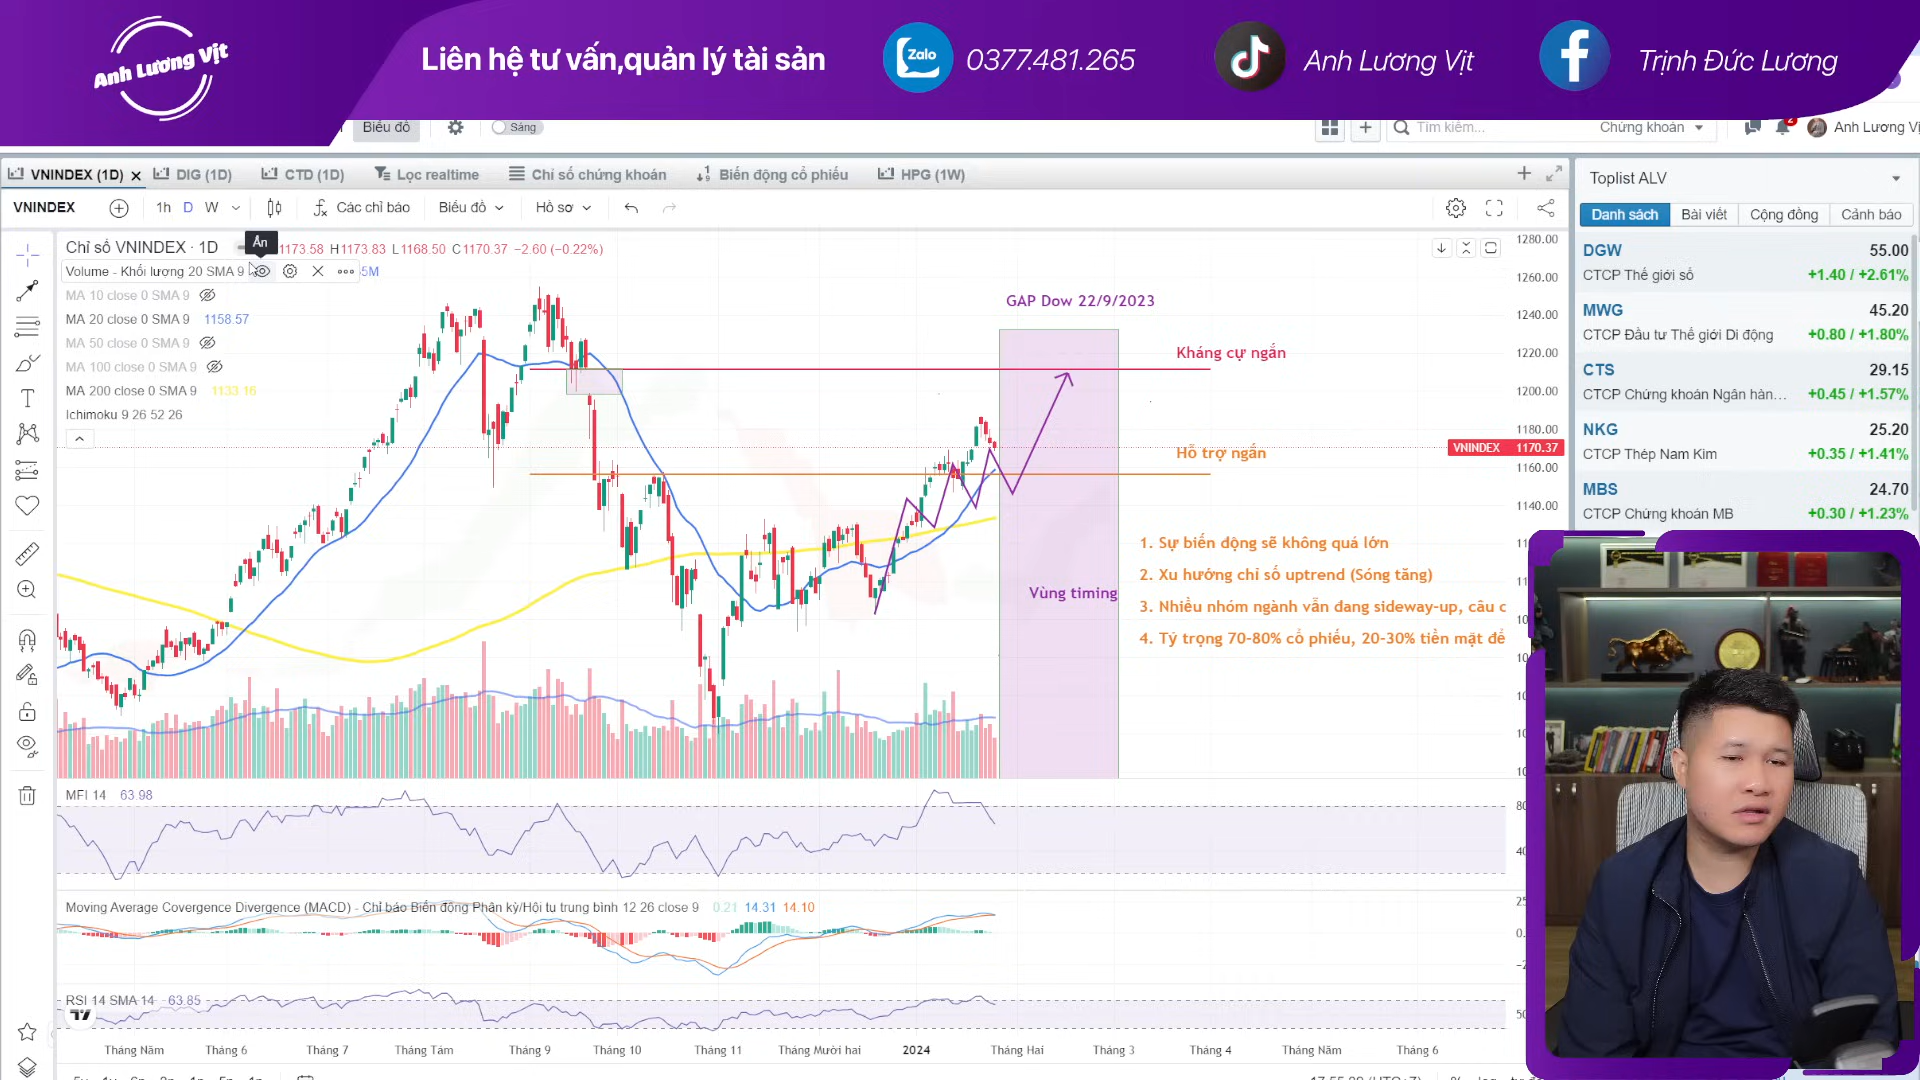 Anh Lương Vịt
Liên hệ tư vấn,quản lý tài sản
Zalo
0377.481.265
Anh Lương Vịt
Trịnh Đức Lương
Biểu đồ
Sáng
Tìm kiếm...
Chứng khoán
2
Anh Lương Vị
VNINDEX (1D)
DIG (1D)
CTD (1D)
Lọc realtime
Chỉ số chứng khoán
Biến động cổ phiếu
HPG (1W)
Toplist ALV
VNINDEX
1h
D
W
Các chỉ báo
Biểu đồ
Hồ sơ
Danh sách
Bài viết
Cộng đồng
Cảnh báo
Chỉ số VNINDEX · 1D
Ẩn
1173.58 H1173.83 L1168.50 C1170.37 −2.60 (−0.22%)
Volume - Khối lượng 20 SMA 9
5M
MA 10 close 0 SMA 9
MA 20 close 0 SMA 9 1158.57
MA 50 close 0 SMA 9
MA 100 close 0 SMA 9
MA 200 close 0 SMA 9 1133.16
Ichimoku 9 26 52 26
GAP Dow 22/9/2023
Kháng cự ngắn
Hỗ trợ ngắn
Vùng timing
1. Sự biến động sẽ không quá lớn
2. Xu hướng chỉ số uptrend (Sóng tăng)
3. Nhiều nhóm ngành vẫn đang sideway-up, câu c
4. Tỷ trọng 70-80% cổ phiếu, 20-30% tiền mặt để
1280.00
1260.00
1240.00
1220.00
1200.00
1180.00
VNINDEX 1170.37
1160.00
1140.00
DGW 55.00
CTCP Thế giới số +1.40 / +2.61%
MWG 45.20
CTCP Đầu tư Thế giới Di động +0.80 / +1.80%
CTS 29.15
CTCP Chứng khoán Ngân hàn... +0.45 / +1.57%
NKG 25.20
CTCP Thép Nam Kim +0.35 / +1.41%
MBS 24.70
CTCP Chứng khoán MB +0.30 / +1.23%
MFI 14 63.98
80
40
Moving Average Covergence Divergence (MACD) - Chỉ báo Biến động Phân kỳ/Hội tụ trung bình 12 26 close 9 0.21 14.31 14.10
RSI 14 SMA 14 63.85
Tháng Năm
Tháng 6
Tháng 7
Tháng Tám
Tháng 9
Tháng 10
Tháng 11
Tháng Mười hai
2024
Tháng Hai
Tháng 3
Tháng 4
Tháng Năm
Tháng 6